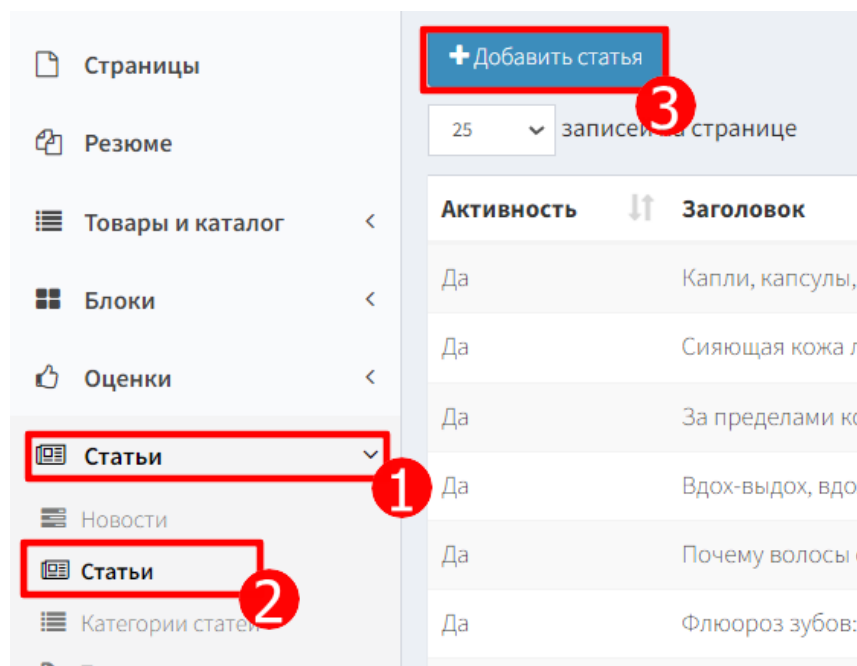 Страницы
Резюме
Товары и каталог
Блоки
Оценки
Статьи
1
Новости
Статьи
2
Категории статей
Добавить статья
3
25 записей на странице
Активность Заголовок
Да Капли, капсулы,
Да Сияющая кожа
Да За пределами
Да Вдох-выдох,
Да Почему волосы
Да Флюороз зубов: